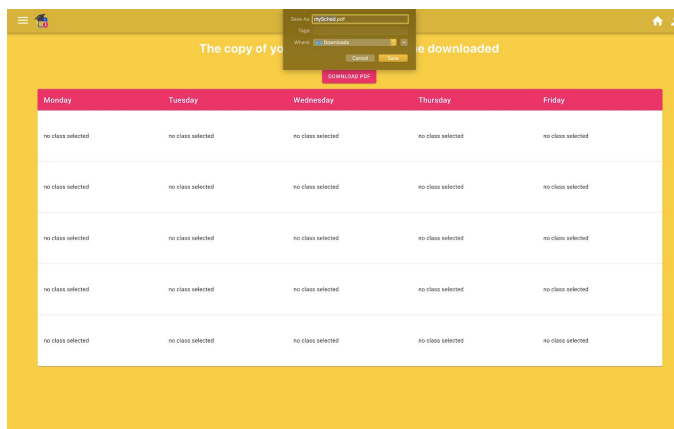 Save As: mySched.pdf
Tags:
Where: Downloads
Cancel Save
The copy of yo e downloaded
DOWNLOAD PDF
Monday Tuesday Wednesday Thursday Friday
no class selected no class selected no class selected no class selected no class selected
no class selected no class selected no class selected no class selected no class selected
no class selected no class selected no class selected no class selected no class selected
no class selected no class selected no class selected no class selected no class selected
no class selected no class selected no class selected no class selected no class selected